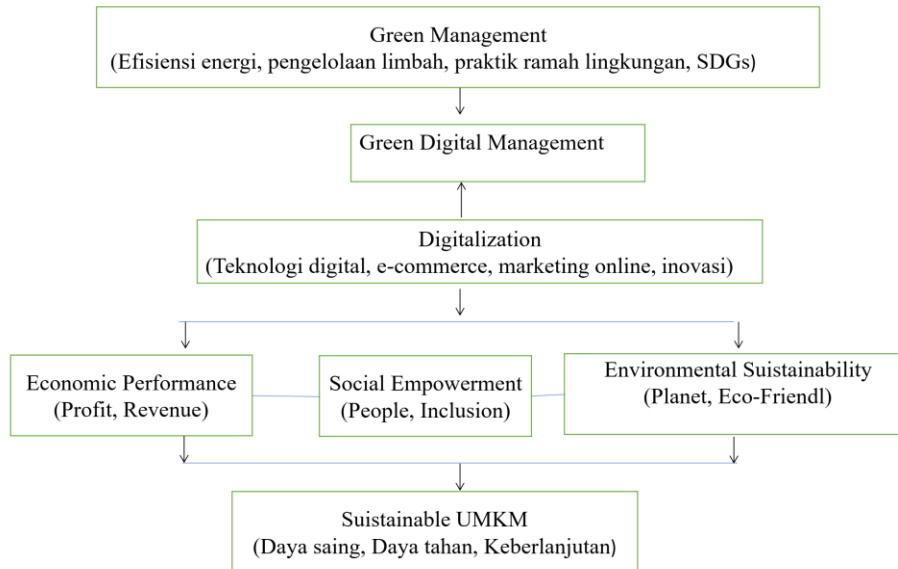 Green Management
(Efisiensi energi, pengelolaan limbah, praktik ramah lingkungan, SDGs)
Green Digital Management
Digitalization
(Teknologi digital, e-commerce, marketing online, inovasi)
Economic Performance
(Profit, Revenue)
Social Empowerment
(People, Inclusion)
Environmental Suistainability
(Planet, Eco-Friendl)
Suistainable UMKM
(Daya saing, Daya tahan, Keberlanjutan)